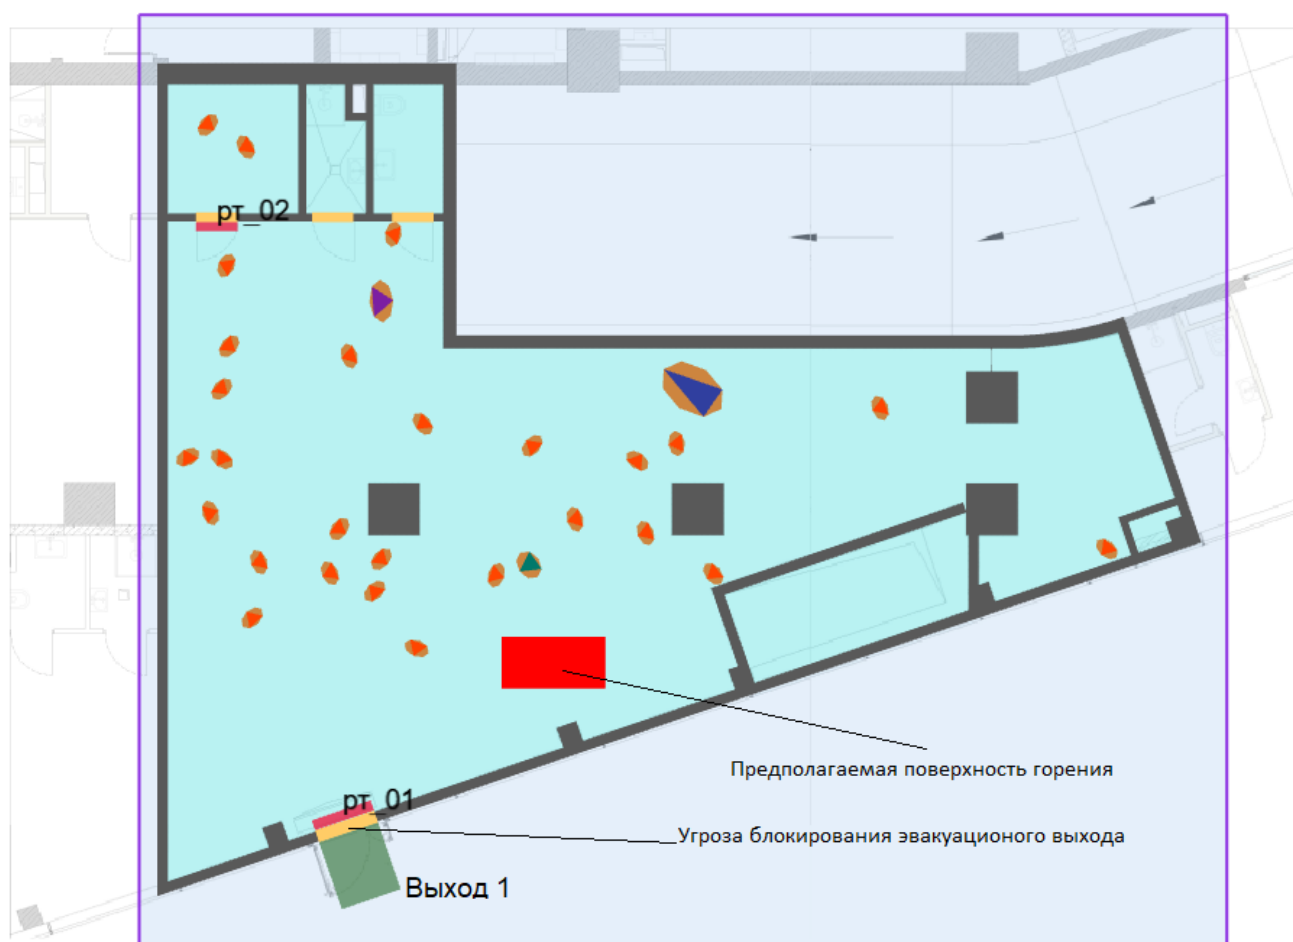 рт_02
Предполагаемая поверхность горения
рт_01
Угроза блокирования эвакуационого выхода
Выход 1